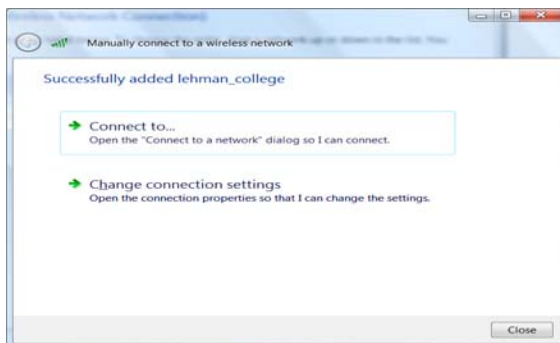 Manually connect to a wireless network
Successfully added lehman_college
Connect to...
Open the "Connect to a network" dialog so I can connect.
Change connection settings
Open the connection properties so that I can change the settings.
Close